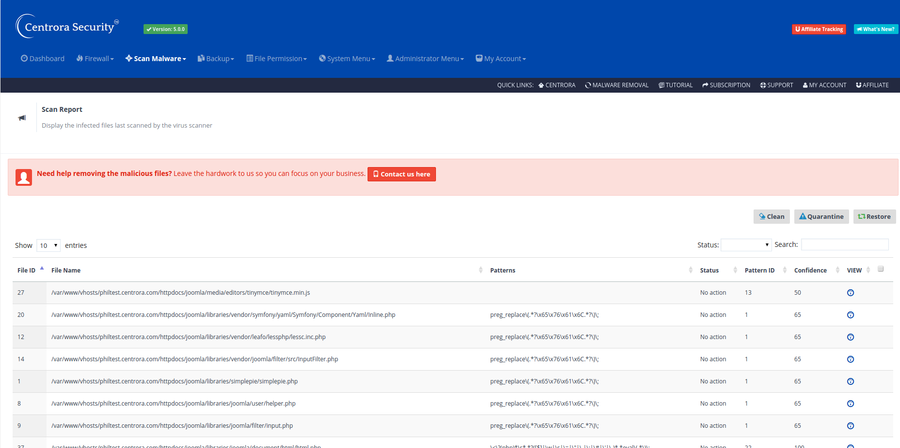 Centrora Security™
Version: 5.0.0
Affiliate Tracking
What's New?
Dashboard Firewall Scan Malware Backup File Permission System Menu Administrator Menu My Account
QUICK LINKS: CENTRORA MALWARE REMOVAL TUTORIAL SUBSCRIPTION SUPPORT MY ACCOUNT AFFILIATE
Scan Report
Display the infected files last scanned by the virus scanner
Need help removing the malicious files? Leave the hardwork to us so you can focus on your business. Contact us here
Clean Quarantine Restore
Show 10 entries Status: Search:
File ID File Name Patterns Status Pattern ID Confidence VIEW
27 /var/www/vhosts/philtest.centrora.com/httpdocs/joomla/media/editors/tinymce/tinymce.min.js No action 13 50
20 /var/www/vhosts/philtest.centrora.com/httpdocs/joomla/libraries/vendor/symfony/yaml/Symfony/Component/Yaml/Inline.php preg_replace\(.*?\x65\x76\x61\x6C.*?\)\; No action 1 65
12 /var/www/vhosts/philtest.centrora.com/httpdocs/joomla/libraries/vendor/leafo/lessphp/lessc.inc.php preg_replace\(.*?\x65\x76\x61\x6C.*?\)\; No action 1 65
14 /var/www/vhosts/philtest.centrora.com/httpdocs/joomla/libraries/vendor/joomla/filter/src/InputFilter.php preg_replace\(.*?\x65\x76\x61\x6C.*?\)\; No action 1 65
1 /var/www/vhosts/philtest.centrora.com/httpdocs/joomla/libraries/simplepie/simplepie.php preg_replace\(.*?\x65\x76\x61\x6C.*?\)\; No action 1 65
8 /var/www/vhosts/philtest.centrora.com/httpdocs/joomla/libraries/joomla/user/helper.php preg_replace\(.*?\x65\x76\x61\x6C.*?\)\; No action 1 65
9 /var/www/vhosts/philtest.centrora.com/httpdocs/joomla/libraries/joomla/filter/input.php preg_replace\(.*?\x65\x76\x61\x6C.*?\)\; No action 1 65